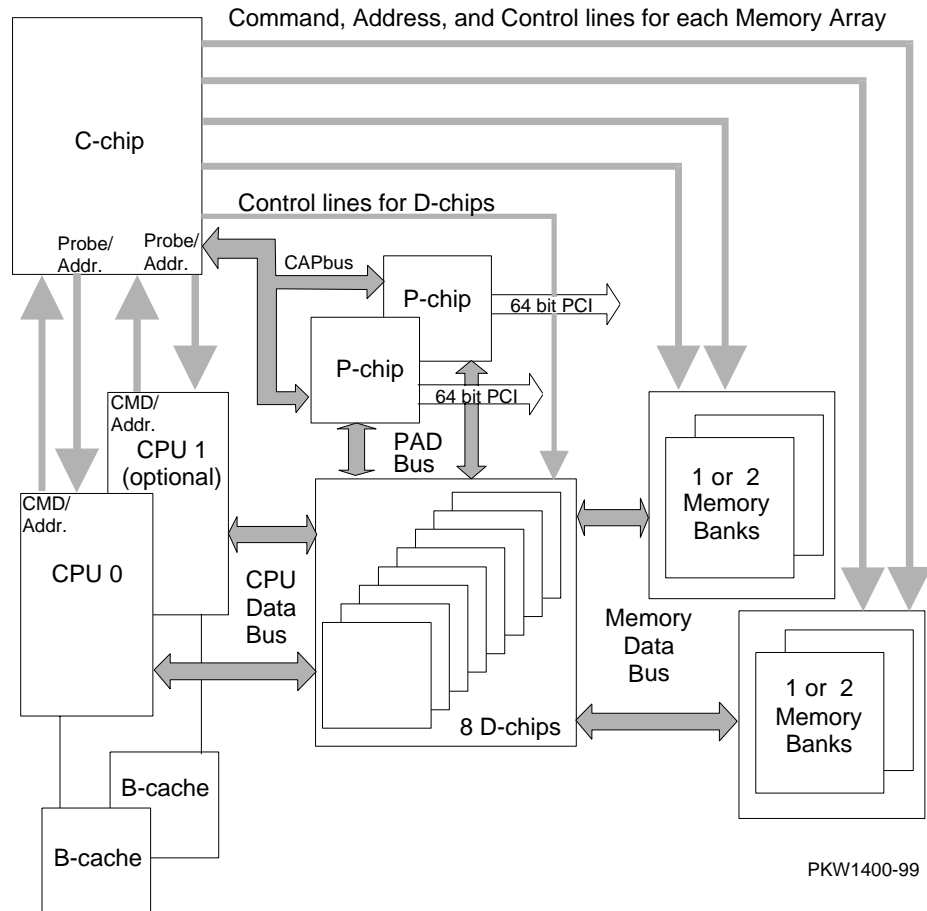 Command, Address, and Control lines for each Memory Array
C-chip
Control lines for D-chips
Probe/
Addr.
Probe/
Addr.
CAPbus
P-chip
64 bit PCI
P-chip
64 bit PCI
CMD/
Addr.
CPU 1
(optional)
PAD
Bus
1 or 2
Memory
Banks
CMD/
Addr.
CPU 0
CPU
Data
Bus
Memory
Data
Bus
1 or 2
Memory
Banks
8 D-chips
B-cache
B-cache
PKW1400-99